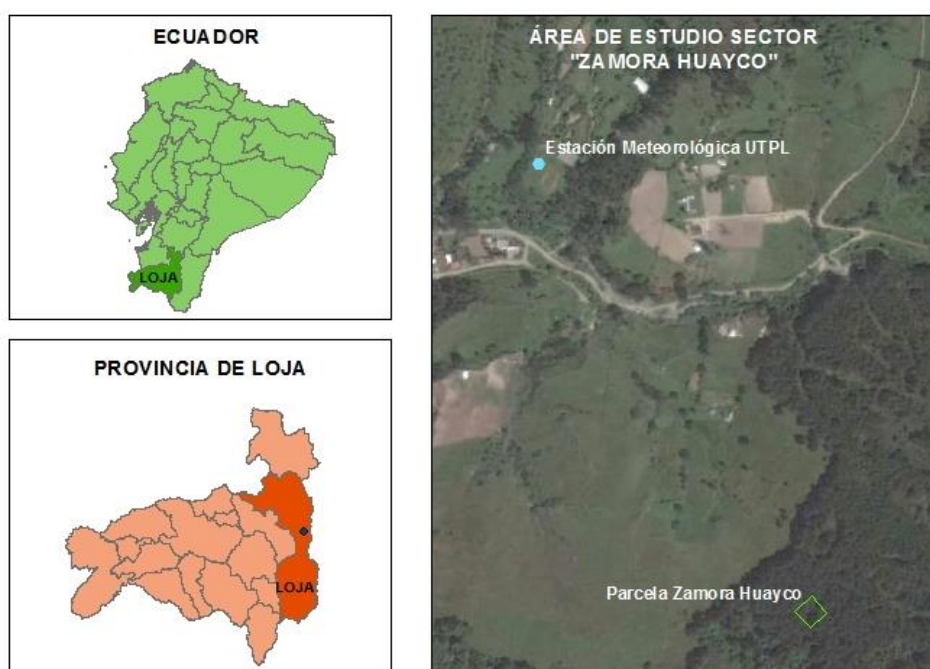 ECUADOR
LOJA
PROVINCIA DE LOJA
LOJA
ÁREA DE ESTUDIO SECTOR
"ZAMORA HUAYCO"
Estación Meteorológica UTPL
Parcela Zamora Huayco